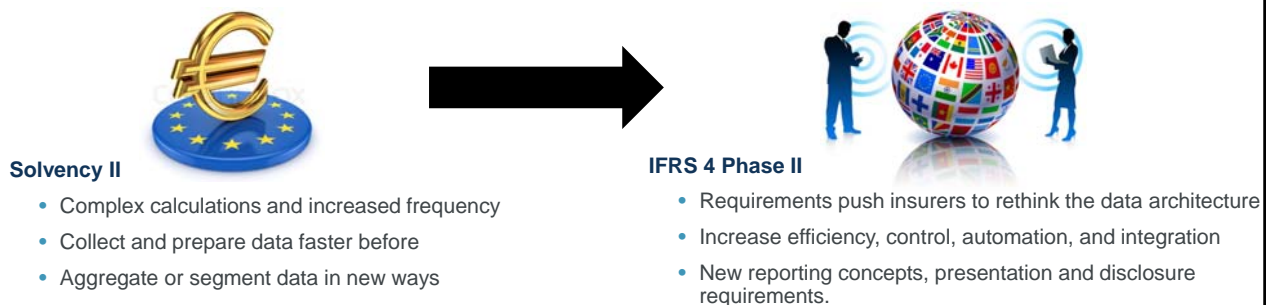 Solvency II
• Complex calculations and increased frequency
• Collect and prepare data faster before
• Aggregate or segment data in new ways
IFRS 4 Phase II
• Requirements push insurers to rethink the data architecture
• Increase efficiency, control, automation, and integration
• New reporting concepts, presentation and disclosure
requirements.